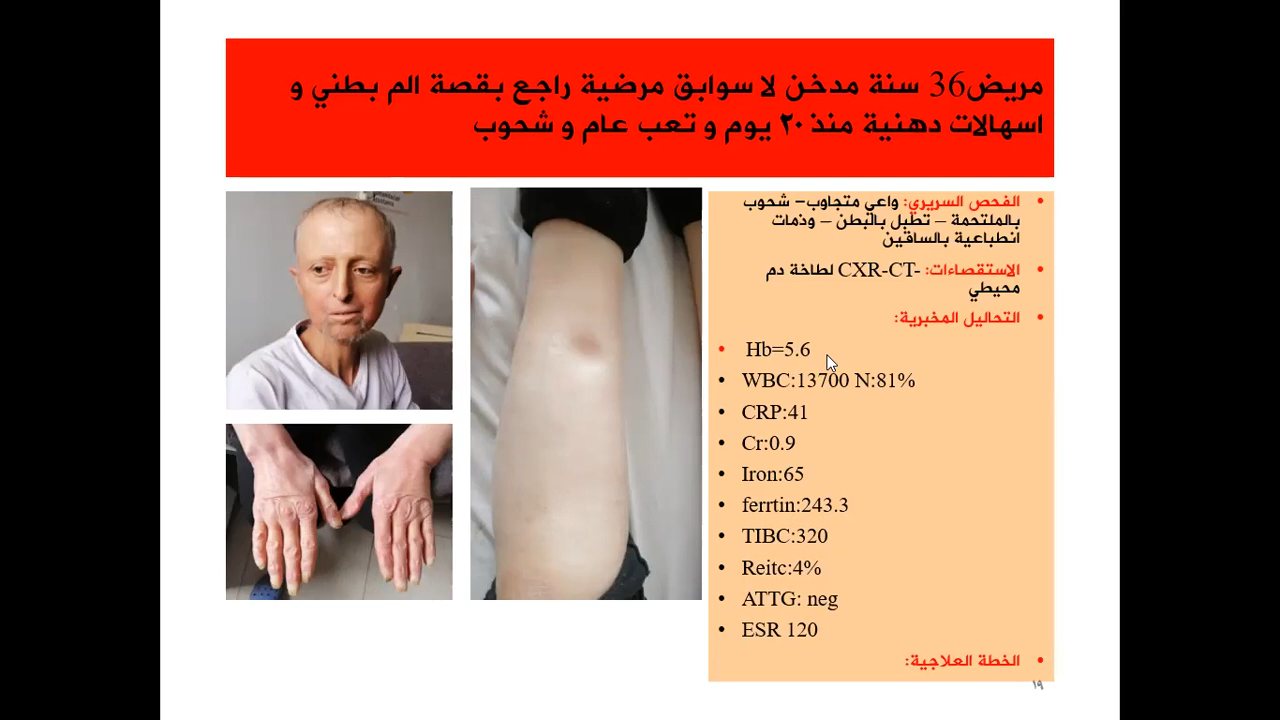 مريض36 سنة مدخن لا سوابق مرضية راجع بقصة الم بطني و
اسهالات دهنية منذ ٢٠ يوم و تعب عام و شحوب
• الفحص السريري: واعي متجاوب– شحوب
بالملتحمة – تطبل بالبطن – وذمات
انطباعية بالساقين
• الاستقصاءات: -CXR-CT لطاخة دم
محيطي
• التحاليل المخبرية:
• Hb=5.6
• WBC:13700 N:81%
• CRP:41
• Cr:0.9
• Iron:65
• ferrtin:243.3
• TIBC:320
• Reitc:4%
• ATTG: neg
• ESR 120
• الخطة العلاجية:
١٩